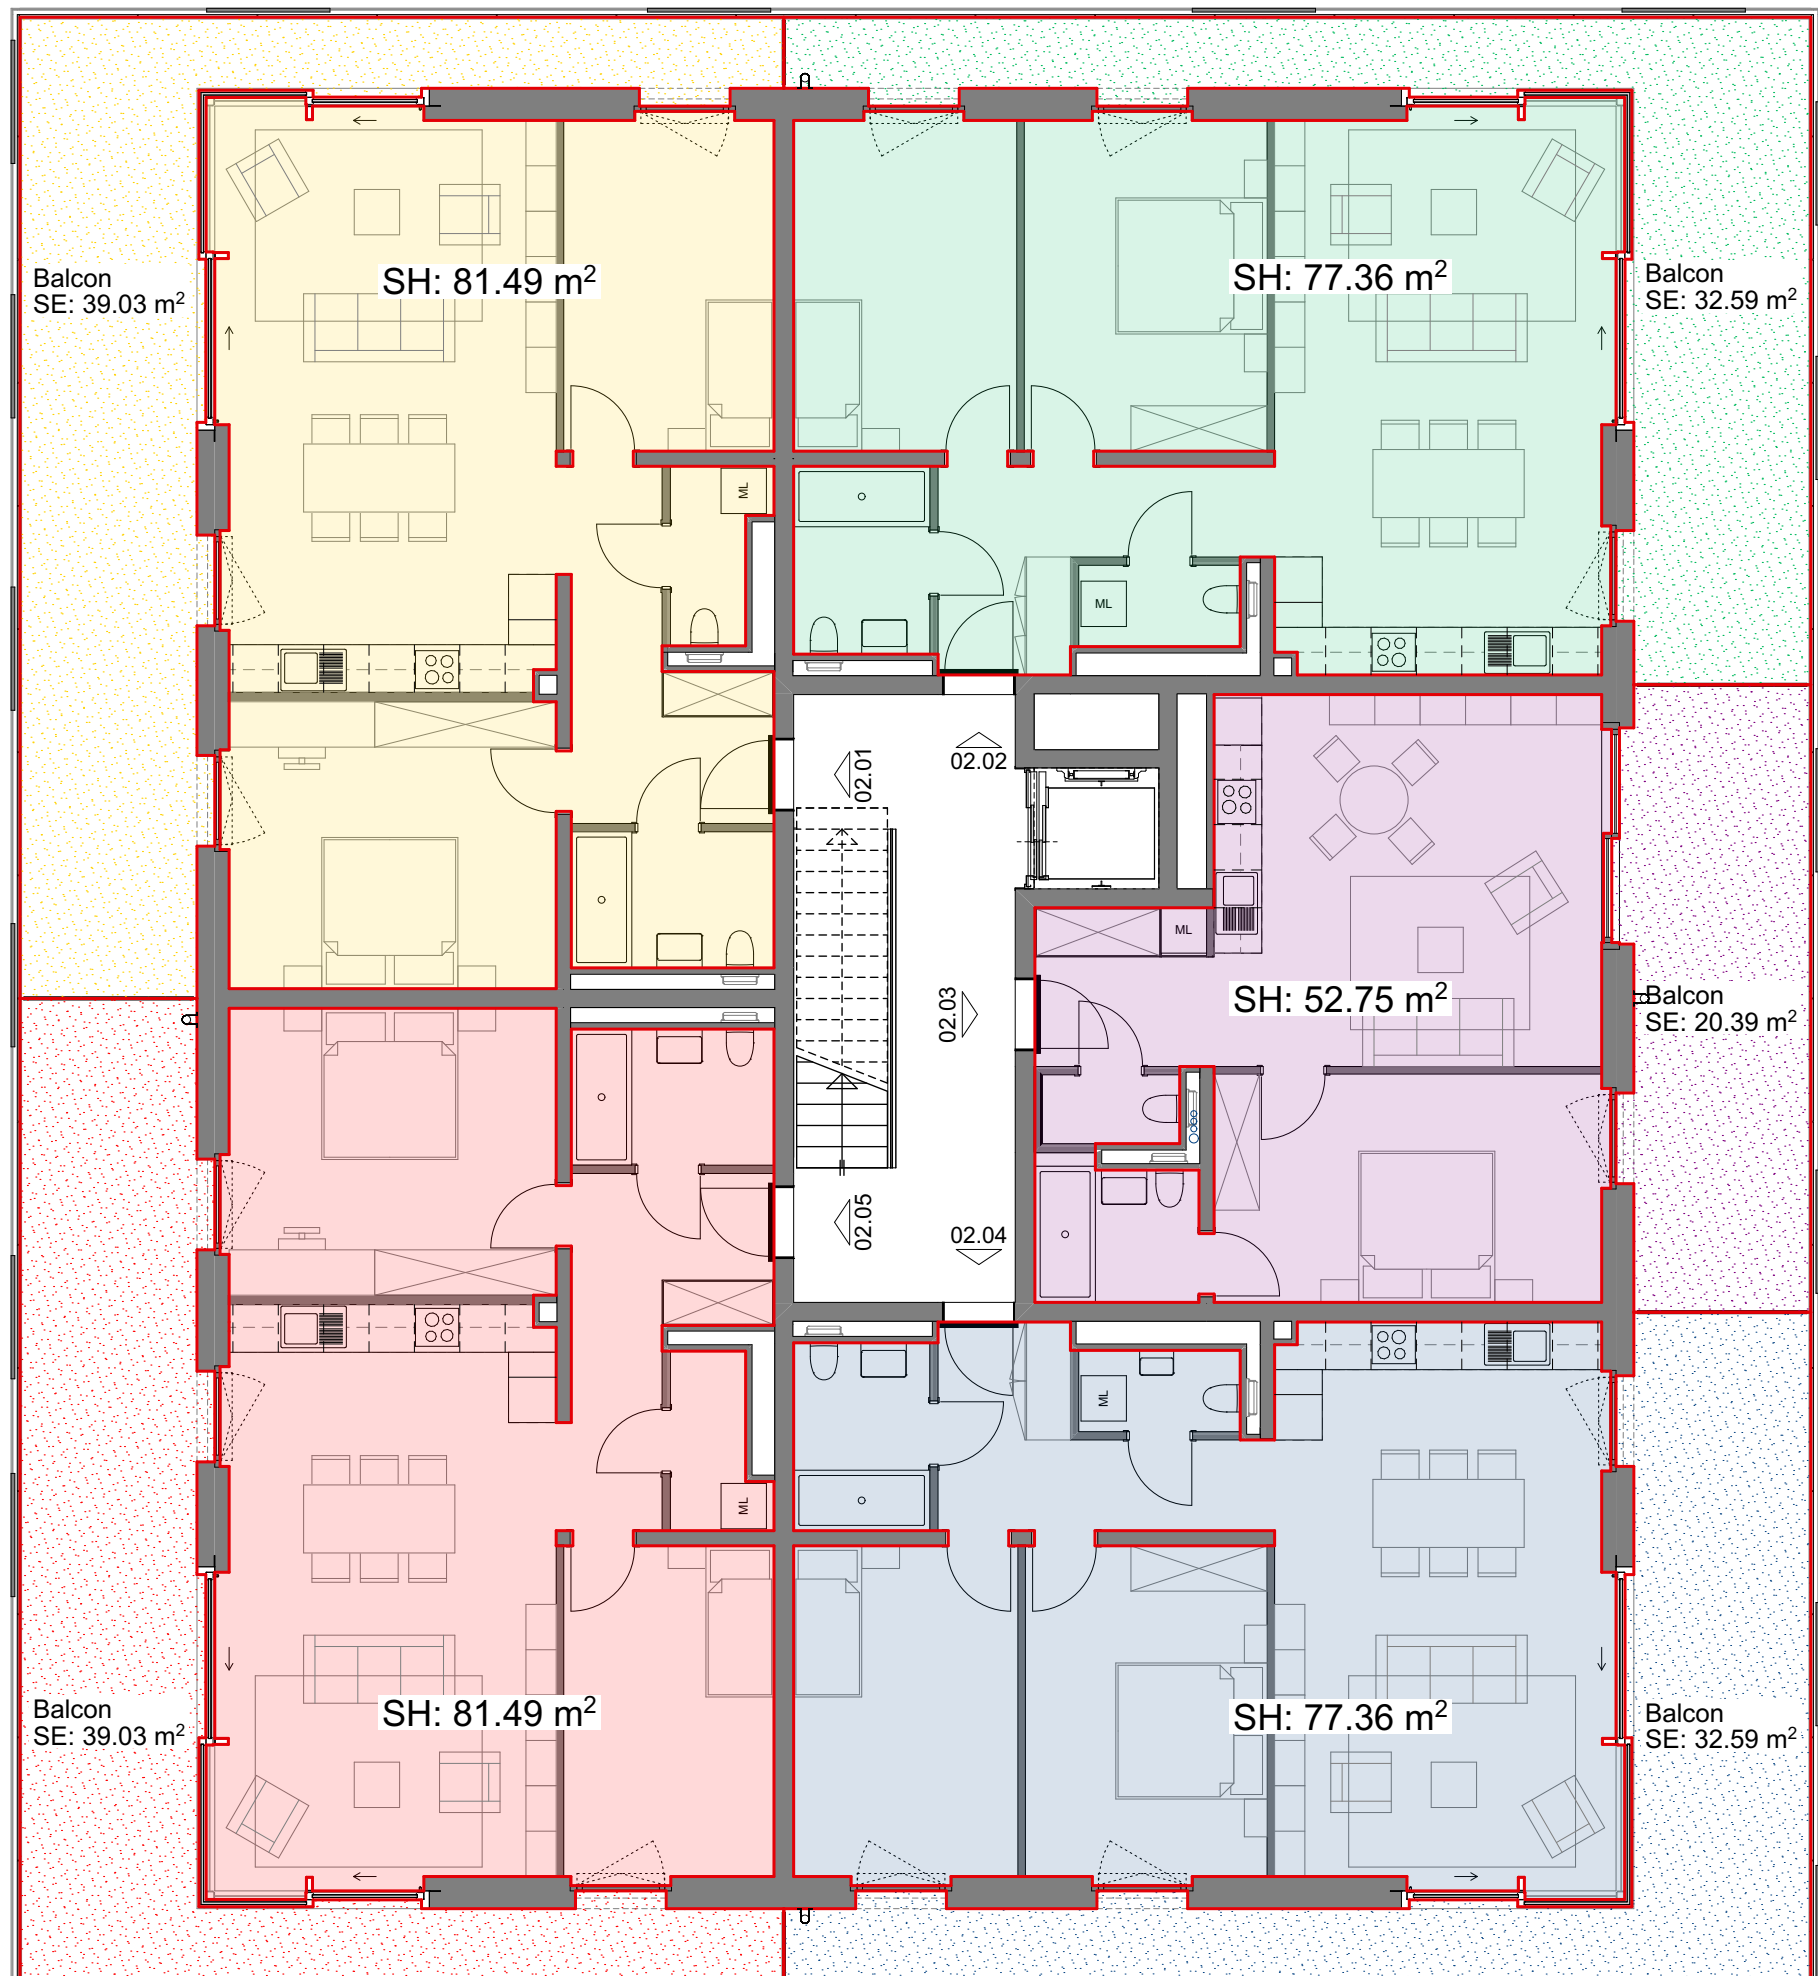 Balcon
SE: 39.03 m²
SH: 81.49 m²
SH: 77.36 m²
Balcon
SE: 32.59 m²
ML
ML
02.01
02.02
ML
02.03
SH: 52.75 m²
Balcon
SE: 20.39 m²
02.05
02.04
ML
ML
Balcon
SE: 39.03 m²
SH: 81.49 m²
SH: 77.36 m²
Balcon
SE: 32.59 m²